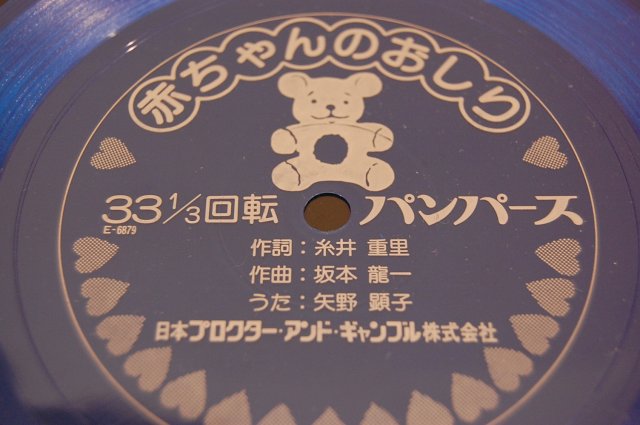 赤ちゃんのおしり
33⅓回転 パンパース
E-6879
作詞：糸井 重里
作曲：坂本 龍一
うた：矢野 顕子
日本プロクター・アンド・ギャンブル株式会社